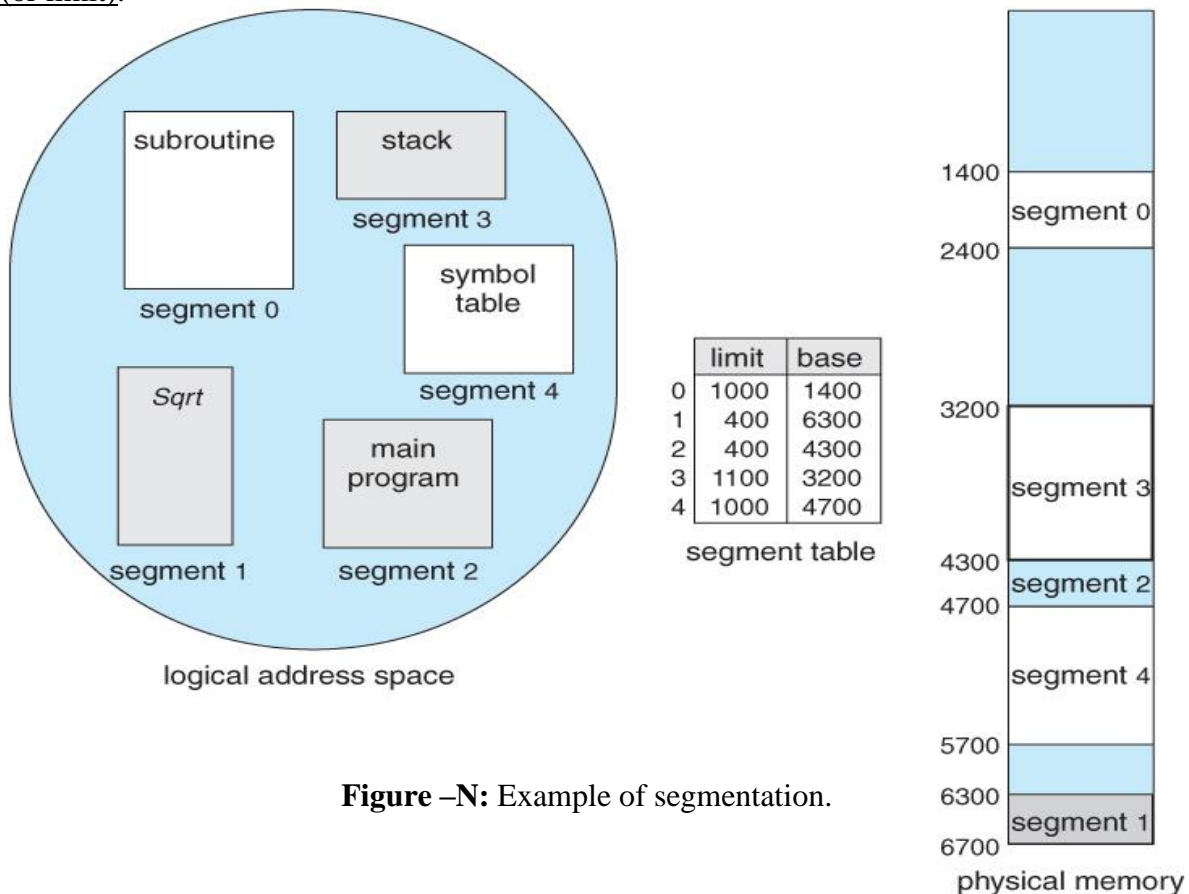 (or limit).
subroutine
segment 0
stack
segment 3
symbol
table
segment 4
Sqrt
segment 1
main
program
segment 2
logical address space
limit base
0 1000 1400
1 400 6300
2 400 4300
3 1100 3200
4 1000 4700
segment table
1400
segment 0
2400
3200
segment 3
4300
segment 2
4700
segment 4
5700
6300
segment 1
6700
physical memory
Figure –N: Example of segmentation.